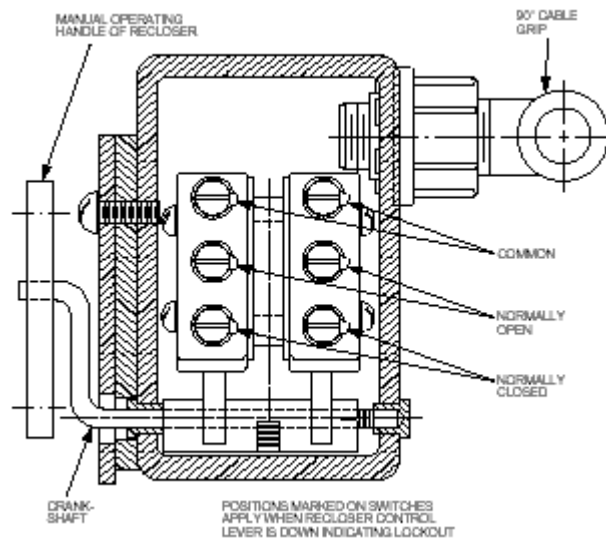 MANUAL OPERATING
HANDLE OF RECLOSER
90° CABLE
GRIP
COMMON
NORMALLY
OPEN
NORMALLY
CLOSED
CRANK-
SHAFT
POSITIONS MARKED ON SWITCHES
APPLY WHEN RECLOSER CONTROL
LEVER IS DOWN INDICATING LOCKOUT